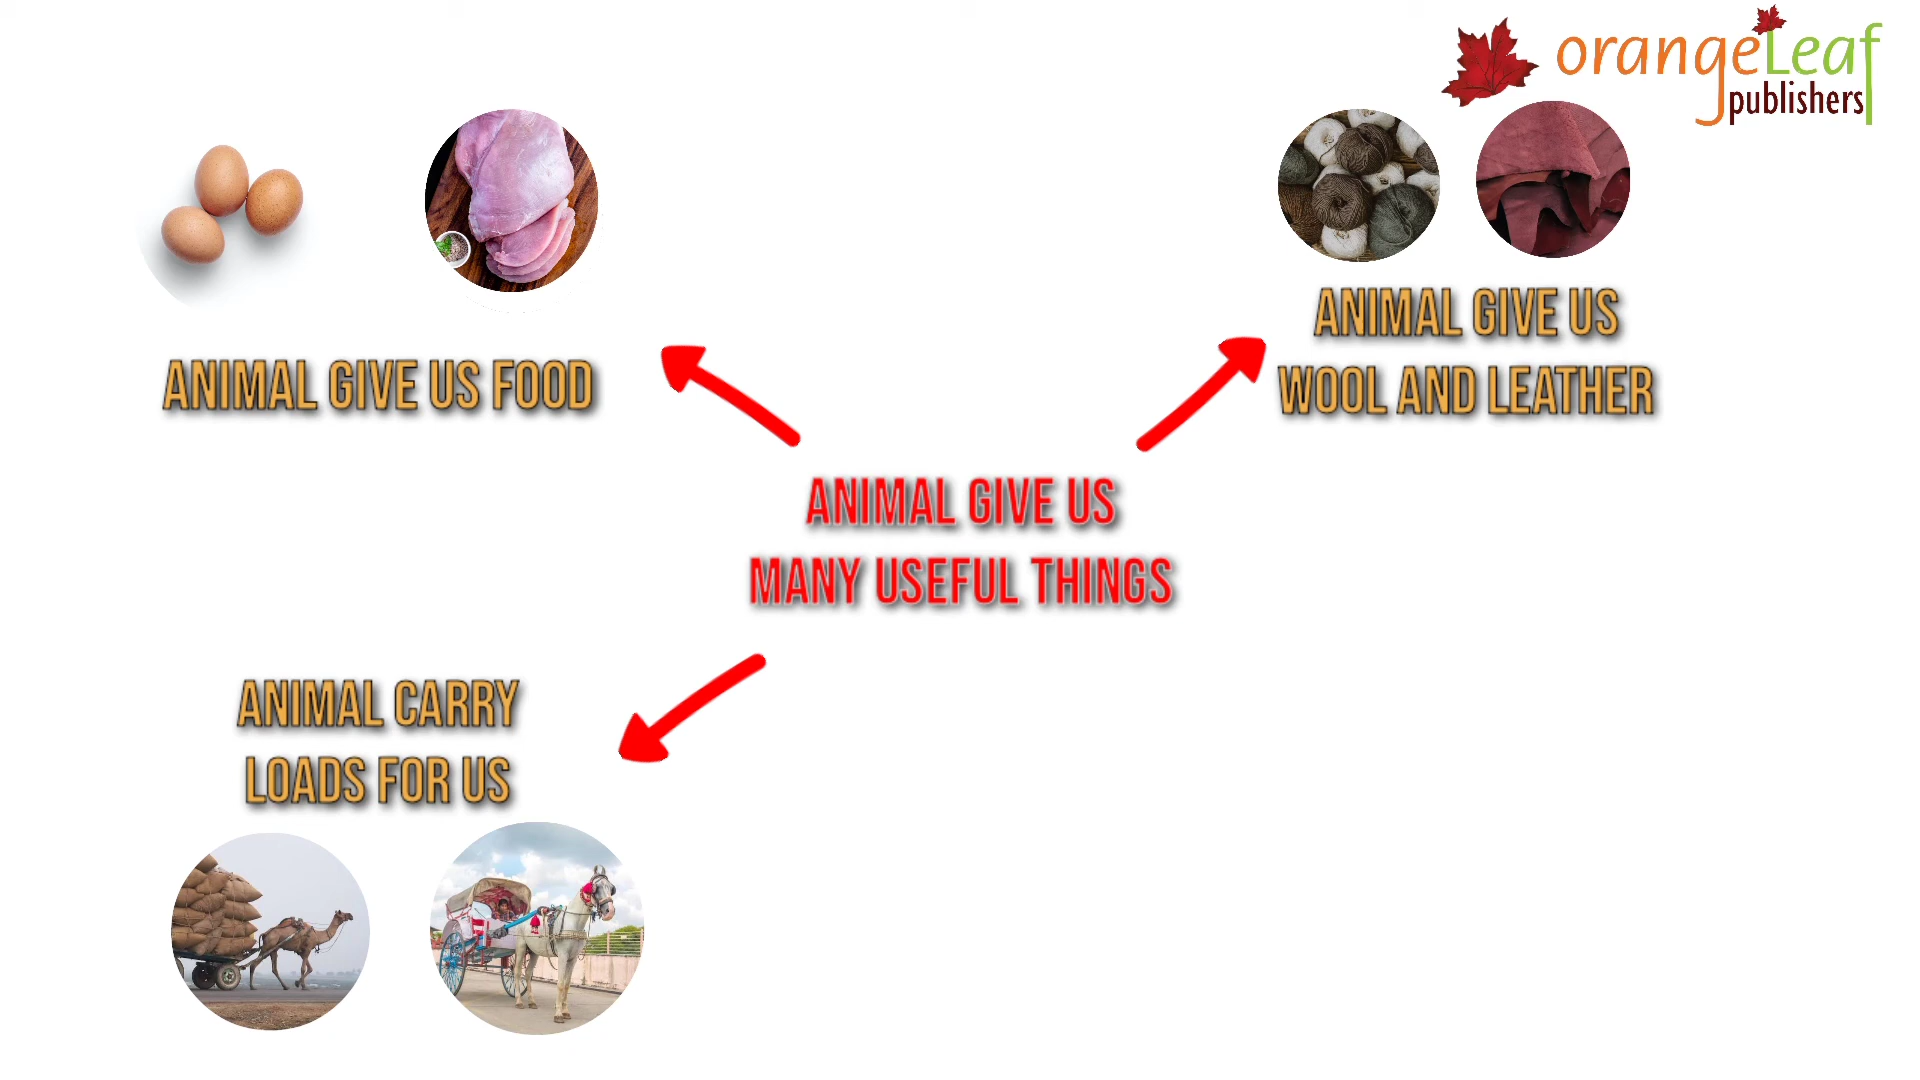 orangeLeaf
publishers
ANIMAL GIVE US FOOD
ANIMAL GIVE US
WOOL AND LEATHER
ANIMAL GIVE US
MANY USEFUL THINGS
ANIMAL CARRY
LOADS FOR US